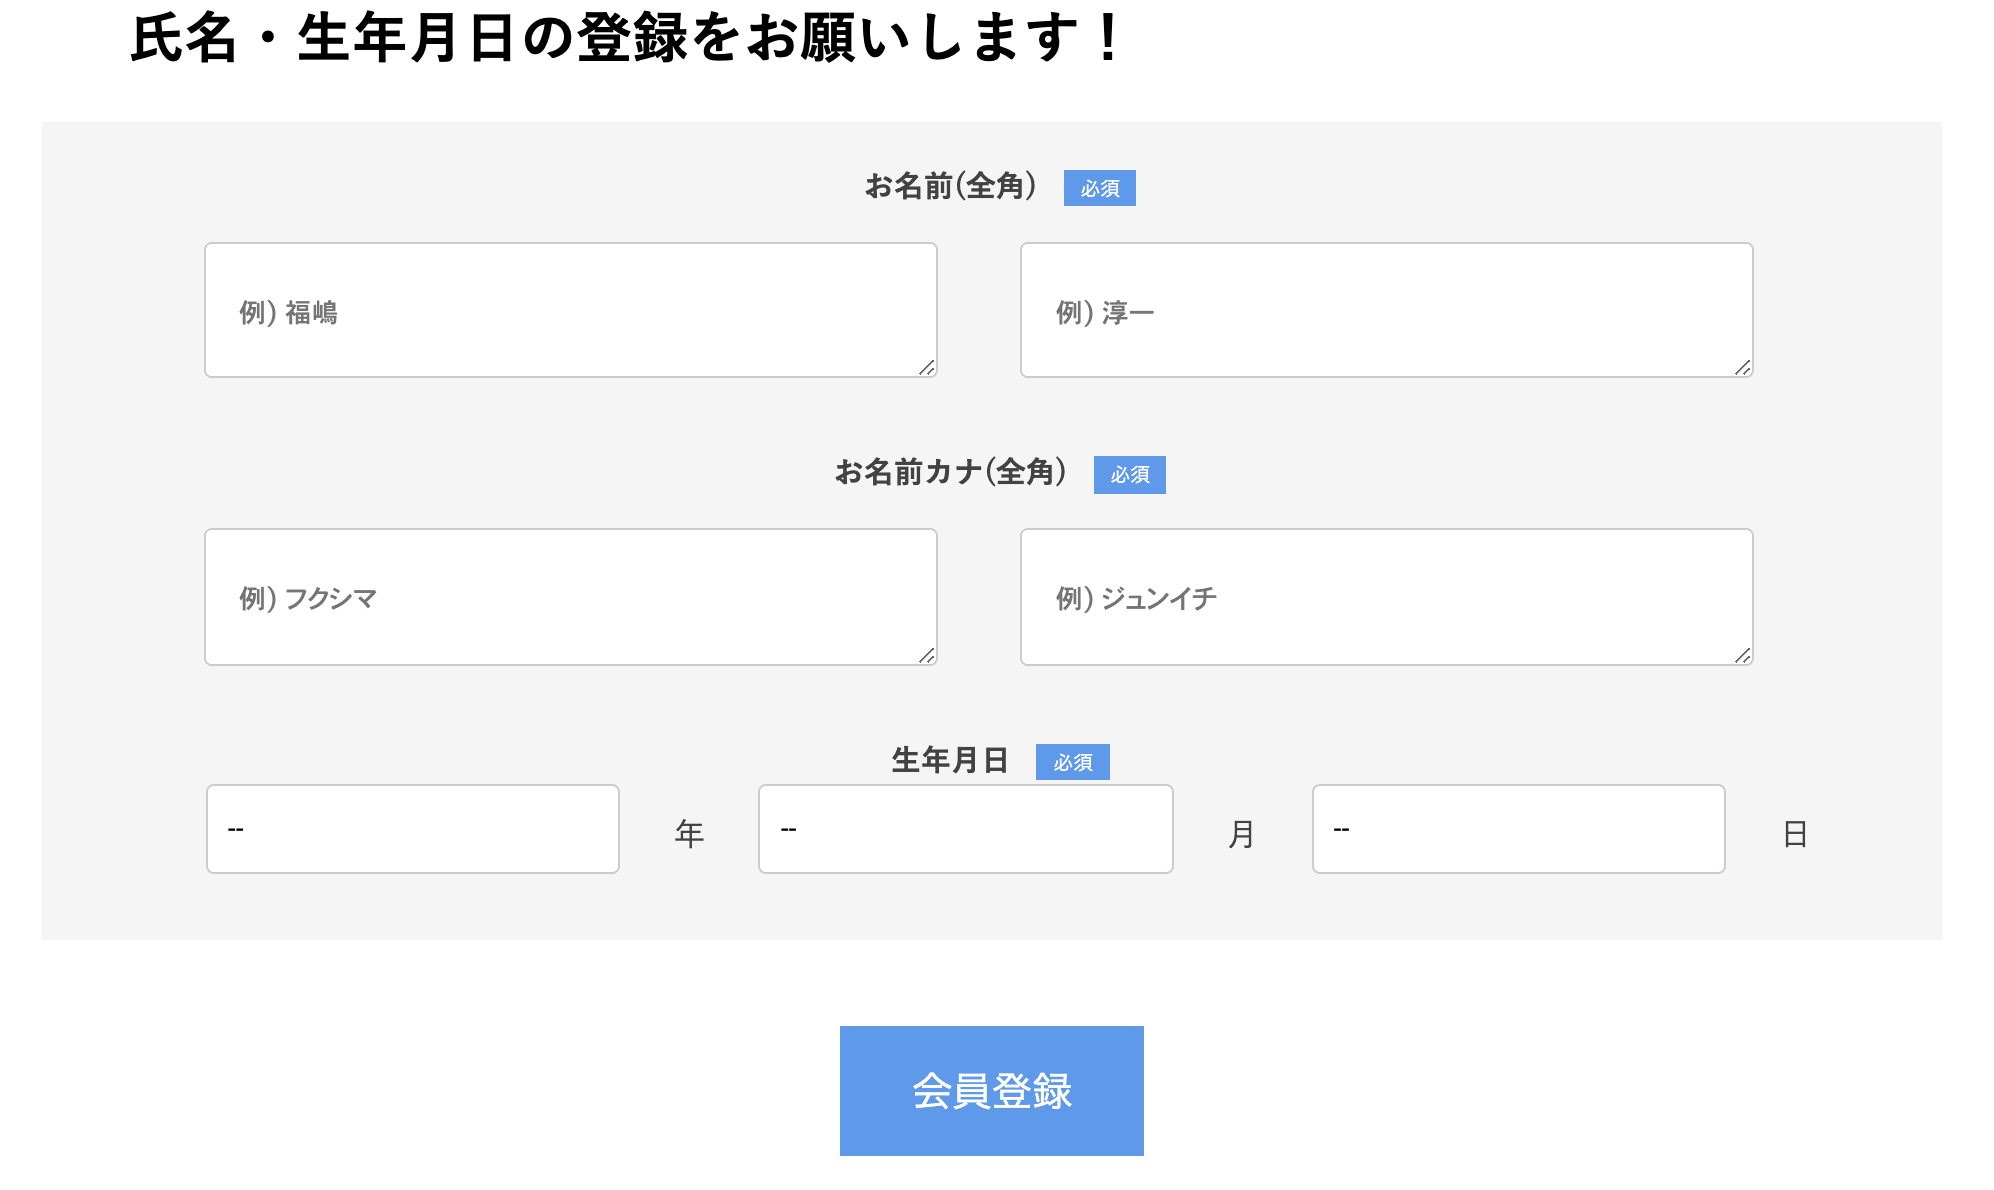 氏名・生年月日の登録をお願いします！
お名前(全角) 必須
例) 福嶋 例) 淳一
お名前カナ(全角) 必須
例) フクシマ 例) ジュンイチ
生年月日 必須
-- 年 -- 月 -- 日
会員登録